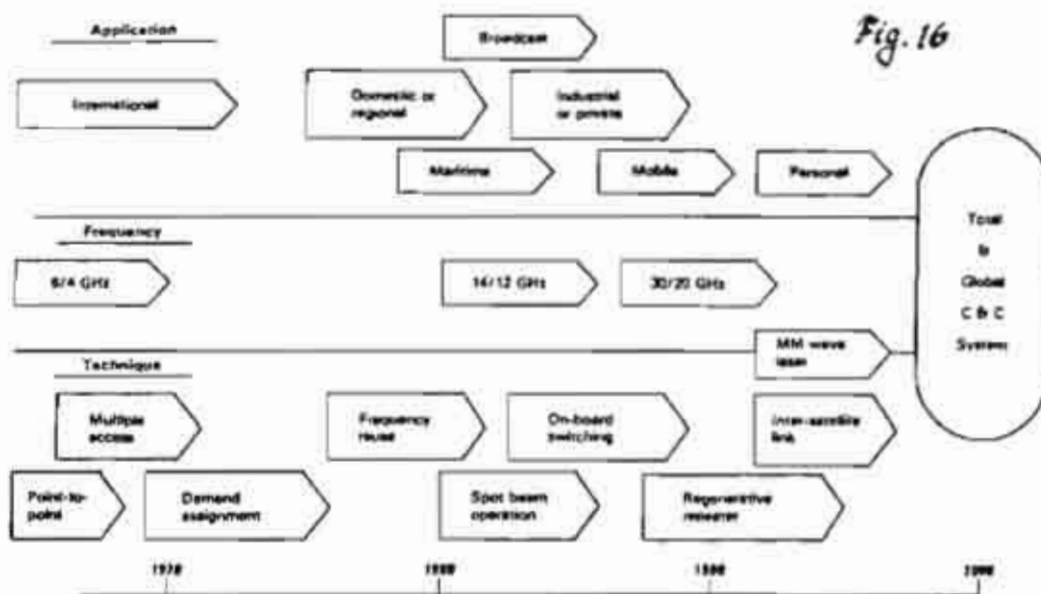 Fig. 16
Application
Broadcast
International
Domestic or
regional
Industrial
or private
Maritime
Mobile
Personal
Total
&
Global
C & C
System
Frequency
6/4 GHz
14/12 GHz
30/20 GHz
MM wave
laser
Technique
Multiple
access
Frequency
reuse
On-board
switching
Inter-satellite
link
Point-to-
point
Demand
assignment
Spot beam
operation
Regenerative
repeater
1970
1980
1990
2000